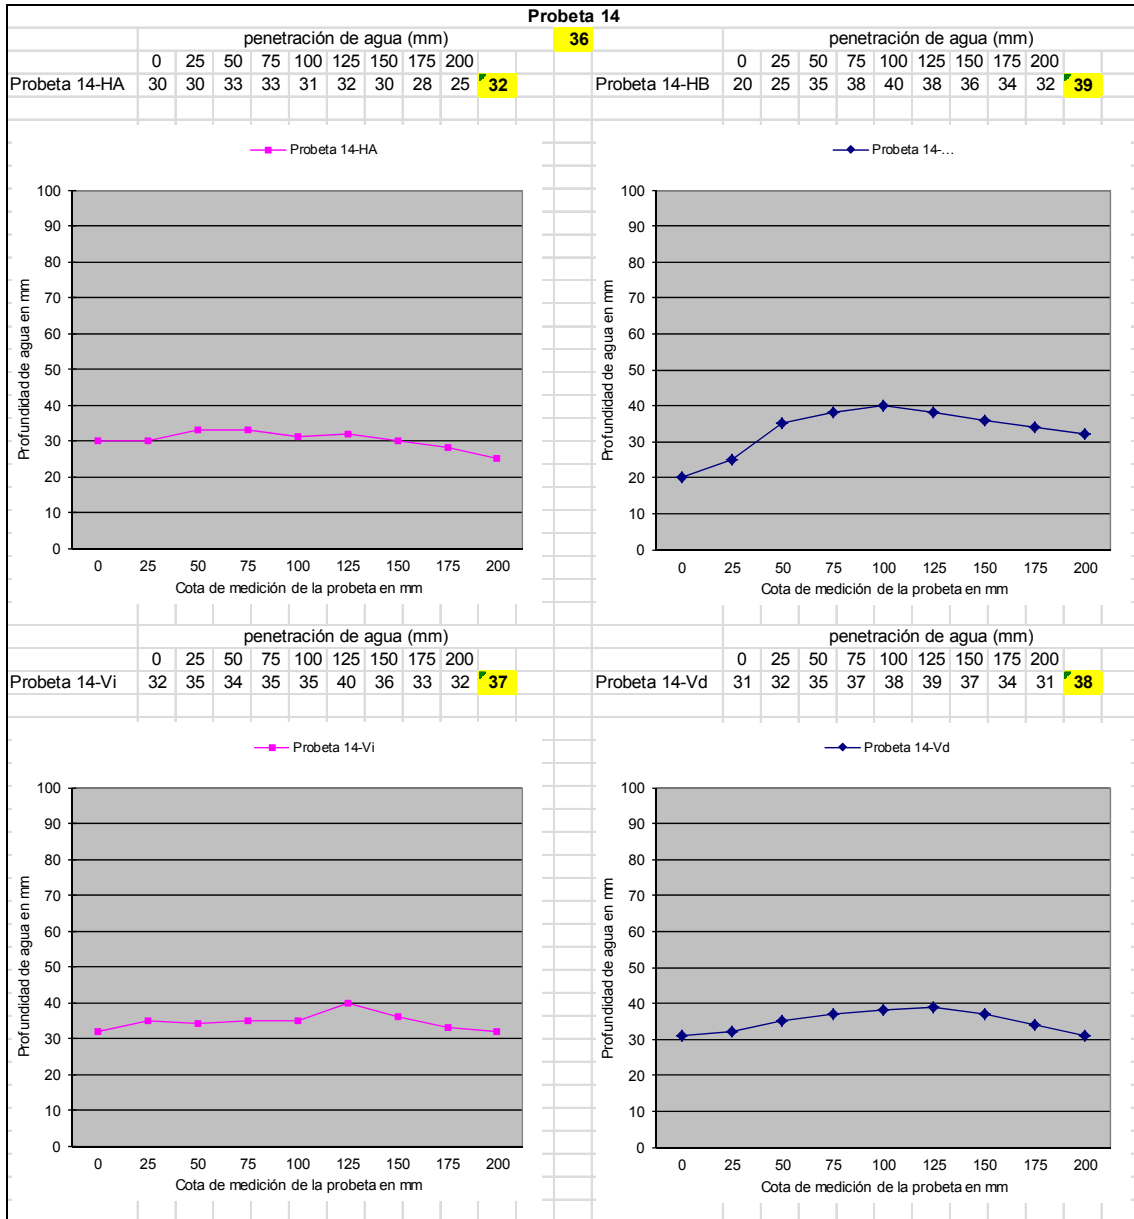 Probeta 14
penetración de agua (mm) 36 penetración de agua (mm)
0 25 50 75 100 125 150 175 200 0 25 50 75 100 125 150 175 200
Probeta 14-HA 30 30 33 33 31 32 30 28 25 32 Probeta 14-HB 20 25 35 38 40 38 36 34 32 39
Probeta 14-HA
Profundidad de agua en mm
100
90
80
70
60
50
40
30
20
10
0
0 25 50 75 100 125 150 175 200
Cota de medición de la probeta en mm
Probeta 14-...
Profundidad de agua en mm
100
90
80
70
60
50
40
30
20
10
0
0 25 50 75 100 125 150 175 200
Cota de medición de la probeta en mm
penetración de agua (mm) penetración de agua (mm)
0 25 50 75 100 125 150 175 200 0 25 50 75 100 125 150 175 200
Probeta 14-Vi 32 35 34 35 35 40 36 33 32 37 Probeta 14-Vd 31 32 35 37 38 39 37 34 31 38
Probeta 14-Vi
Profundidad de agua en mm
100
90
80
70
60
50
40
30
20
10
0
0 25 50 75 100 125 150 175 200
Cota de medición de la probeta en mm
Probeta 14-Vd
Profundidad de agua en mm
100
90
80
70
60
50
40
30
20
10
0
0 25 50 75 100 125 150 175 200
Cota de medición de la probeta en mm